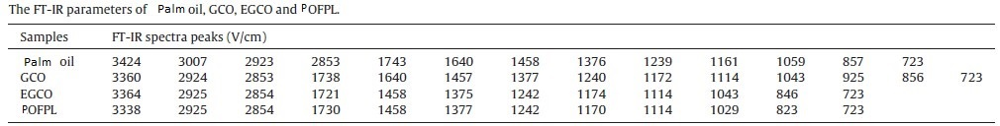 The FT-IR parameters of Palm oil, GCO, EGCO and POFPL.
Samples FT-IR spectra peaks (V/cm)
Palm oil 3424 3007 2923 2853 1743 1640 1458 1376 1239 1161 1059 857 723
GCO 3360 2924 2853 1738 1640 1457 1377 1240 1172 1114 1043 925 856 723
EGCO 3364 2925 2854 1721 1458 1375 1242 1174 1114 1043 846 723
POFPL 3338 2925 2854 1730 1458 1377 1242 1170 1114 1029 823 723